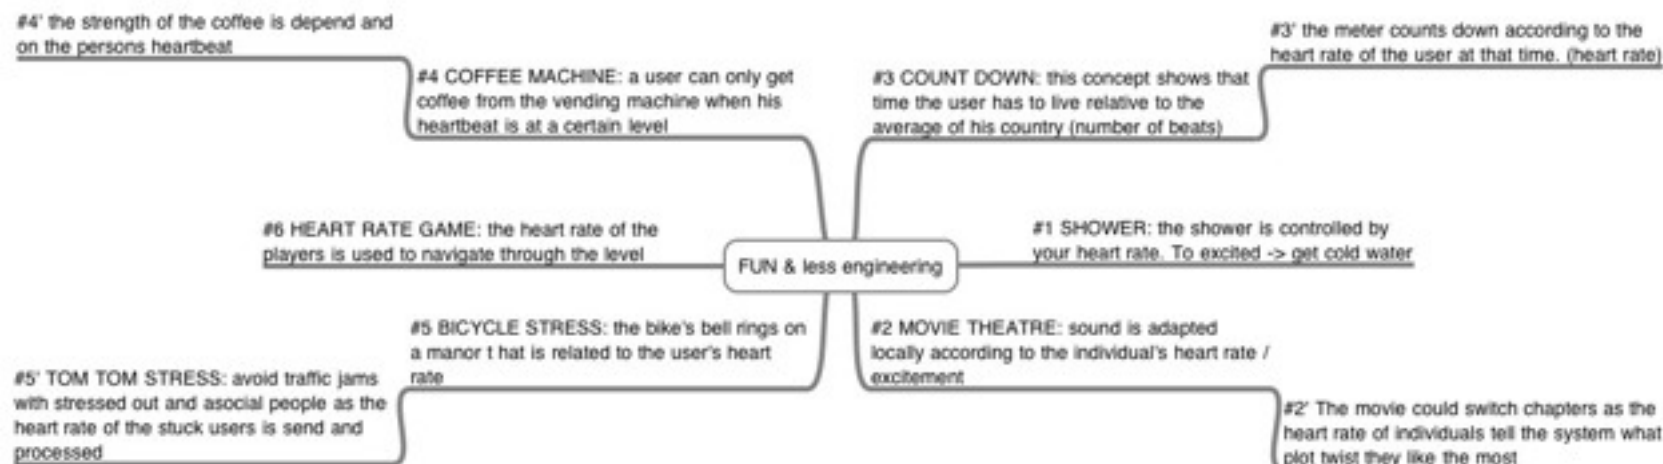 #4' the strength of the coffee is depend and
on the persons heartbeat
#4 COFFEE MACHINE: a user can only get
coffee from the vending machine when his
heartbeat is at a certain level
#3' the meter counts down according to the
heart rate of the user at that time. (heart rate)
#3 COUNT DOWN: this concept shows that
time the user has to live relative to the
average of his country (number of beats)
#6 HEART RATE GAME: the heart rate of the
players is used to navigate through the level
FUN & less engineering
#1 SHOWER: the shower is controlled by
your heart rate. To excited -> get cold water
#5 BICYCLE STRESS: the bike's bell rings on
a manor t hat is related to the user's heart
rate
#5' TOM TOM STRESS: avoid traffic jams
with stressed out and asocial people as the
heart rate of the stuck users is send and
processed
#2 MOVIE THEATRE: sound is adapted
locally according to the individual's heart rate /
excitement
#2' The movie could switch chapters as the
heart rate of individuals tell the system what
plot twist they like the most